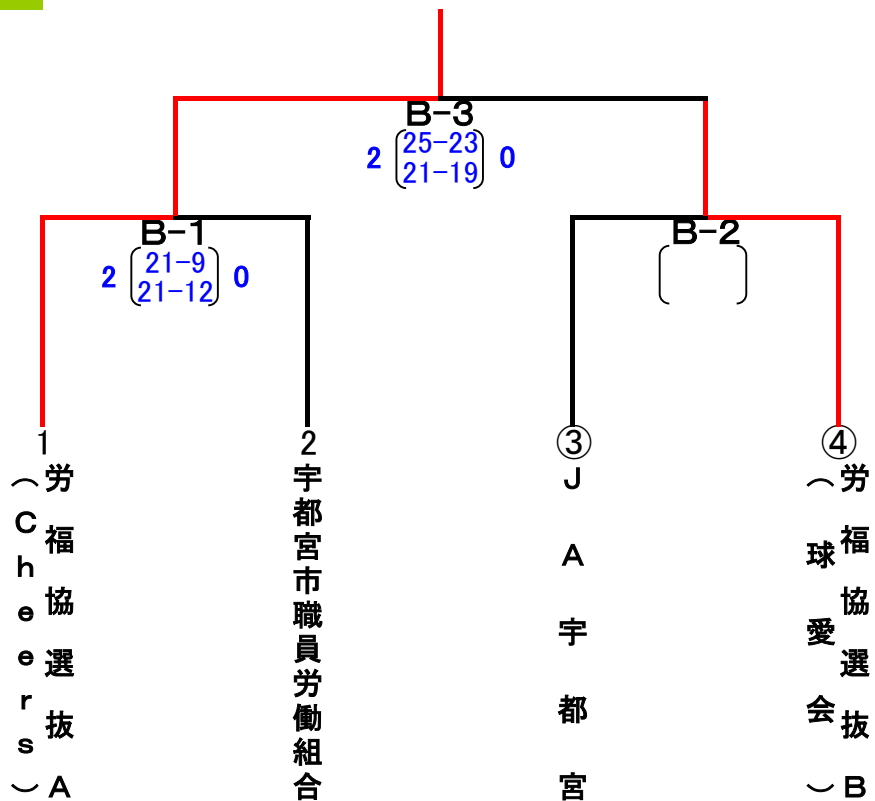 B-3
2 25-23 0
21-19
B-1
2 21-9 0
21-12
B-2
1
労福協選抜A
(Cheers)
2
宇都宮市職員労働組合
③
JA宇都宮
④
労福協選抜B
(球愛会)